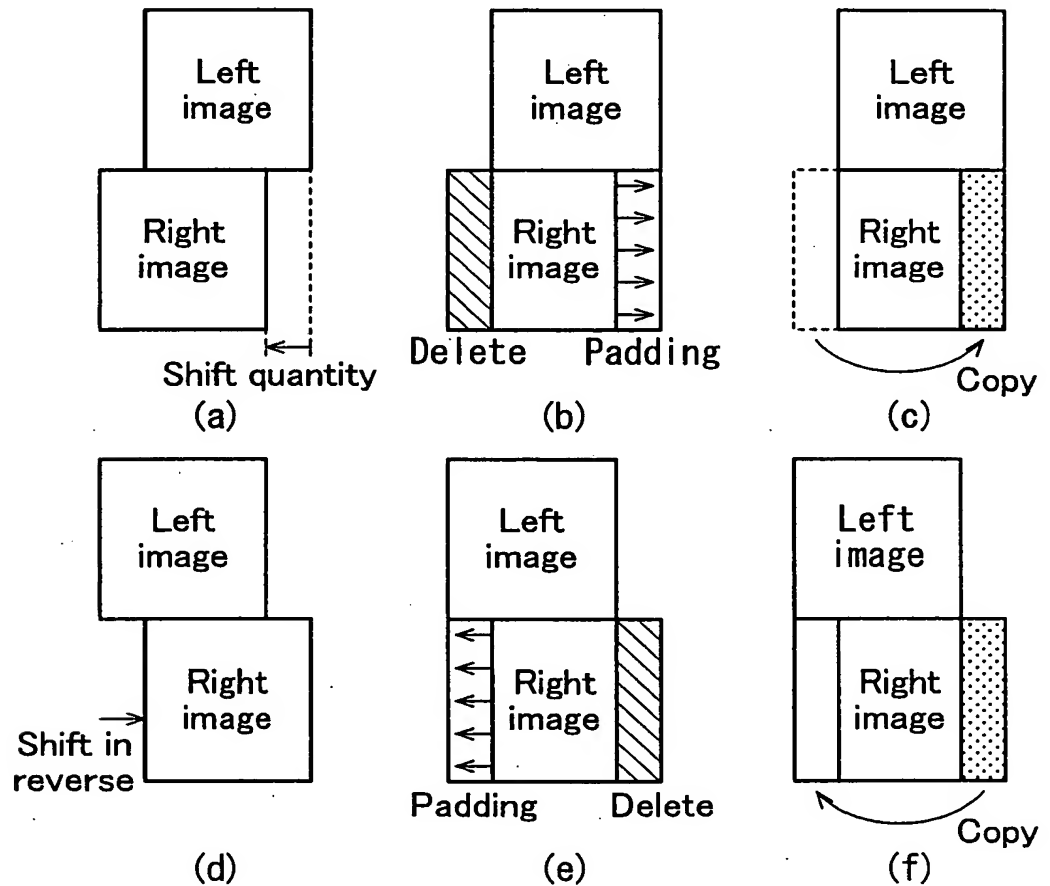 Left
image
Right
image
Shift quantity
(a)
Left
image
Right
image
Delete
Padding
(b)
Left
image
Right
image
Copy
(c)
Left
image
Right
image
Shift in
reverse
(d)
Left
image
Right
image
Padding
Delete
(e)
Left
image
Right
image
Copy
(f)